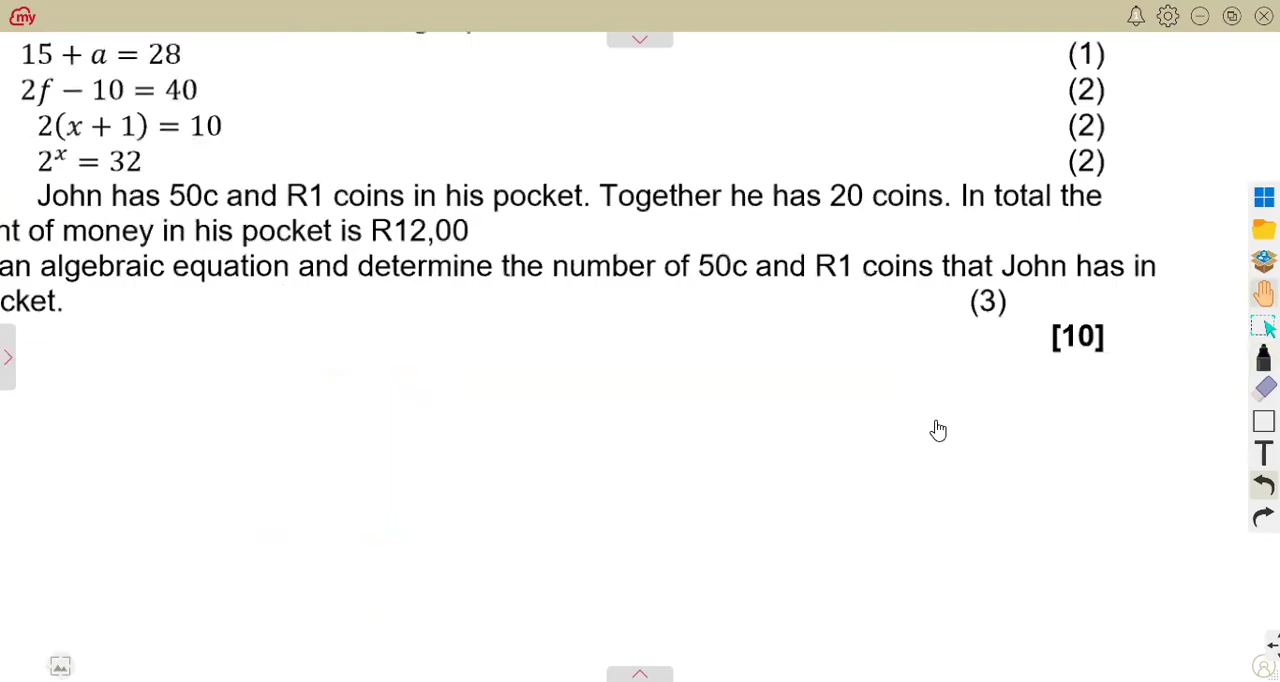 my
15 + a = 28 (1)
2f − 10 = 40 (2)
2(x + 1) = 10 (2)
2ˣ = 32 (2)
John has 50c and R1 coins in his pocket. Together he has 20 coins. In total the
nt of money in his pocket is R12,00
an algebraic equation and determine the number of 50c and R1 coins that John has in
cket. (3)
[10]
T